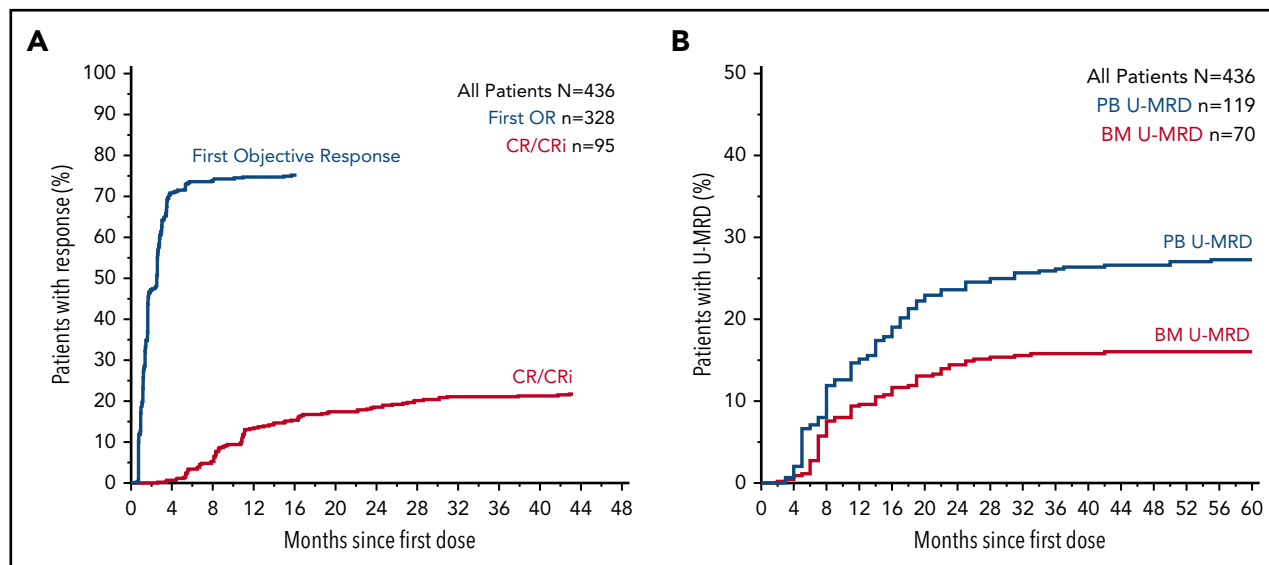 A
Patients with response (%)
100
90
80
70
60
50
40
30
20
10
0
All Patients N=436
First OR n=328
CR/CRi n=95
First Objective Response
CR/CRi
0 4 8 12 16 20 24 28 32 36 40 44 48
Months since first dose
B
Patients with U-MRD (%)
50
40
30
20
10
0
All Patients N=436
PB U-MRD n=119
BM U-MRD n=70
PB U-MRD
BM U-MRD
0 4 8 12 16 20 24 28 32 36 40 44 48 52 56 60
Months since first dose